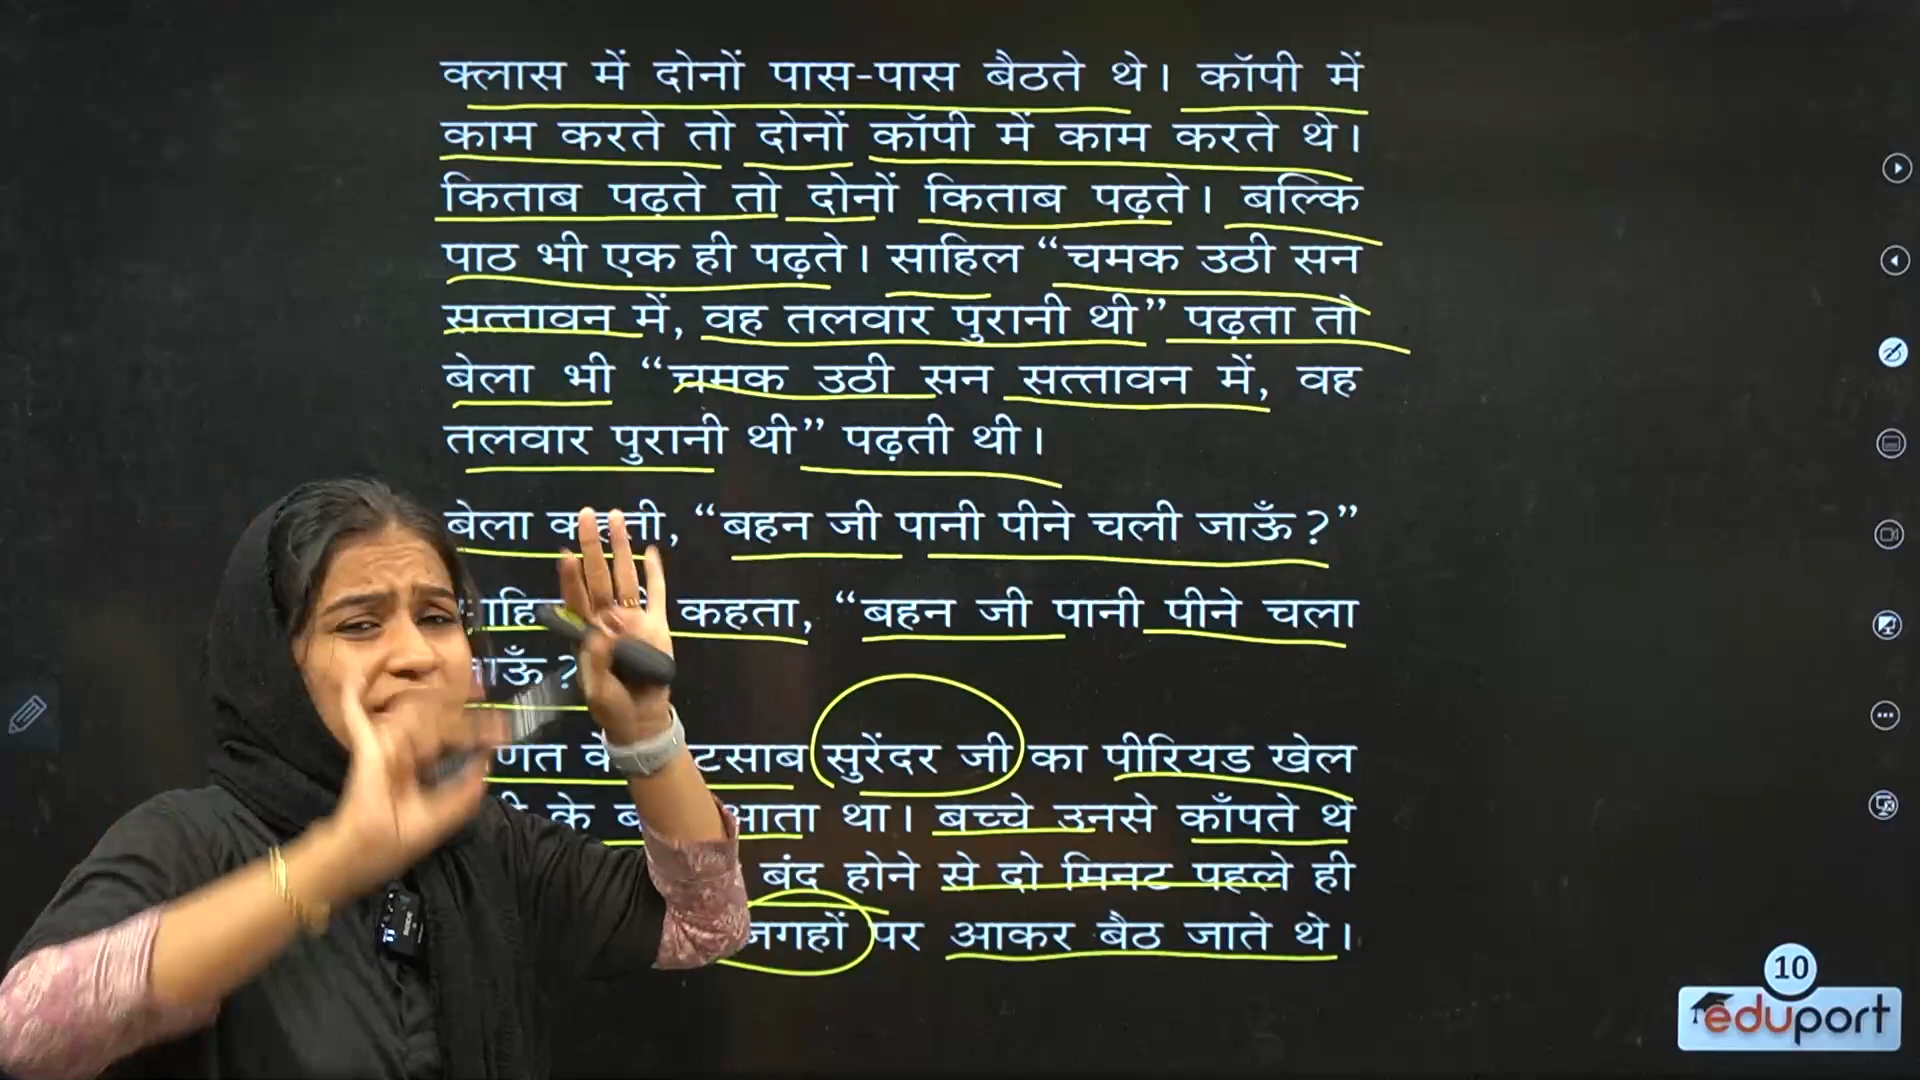 क्लास में दोनों पास-पास बैठते थे। कॉपी में
काम करते तो दोनों कॉपी में काम करते थे।
किताब पढ़ते तो दोनों किताब पढ़ते। बल्कि
पाठ भी एक ही पढ़ते। साहिल “चमक उठी सन
सत्तावन में, वह तलवार पुरानी थी” पढ़ता तो
बेला भी “चमक उठी सन सत्तावन में, वह
तलवार पुरानी थी” पढ़ती थी।
बेला कहती, “बहन जी पानी पीने चली जाऊँ?”
कहता, “बहन जी पानी पीने चला
सुरेंदर जी का पीरियड खेल
के आता था। बच्चे उनसे काँपते थे
बंद होने से दो मिनट पहले ही
जगहों पर आकर बैठ जाते थे।
10
eduport